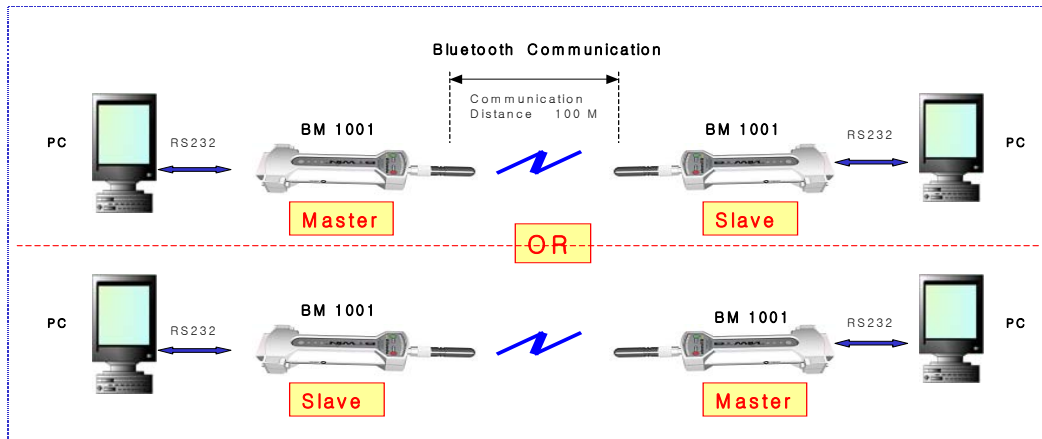 Bluetooth Communication
Communication
Distance 100 M
BM 1001
BM 1001
PC
RS232
RS232
PC
Master
Slave
OR
BM 1001
BM 1001
PC
RS232
RS232
PC
Slave
Master